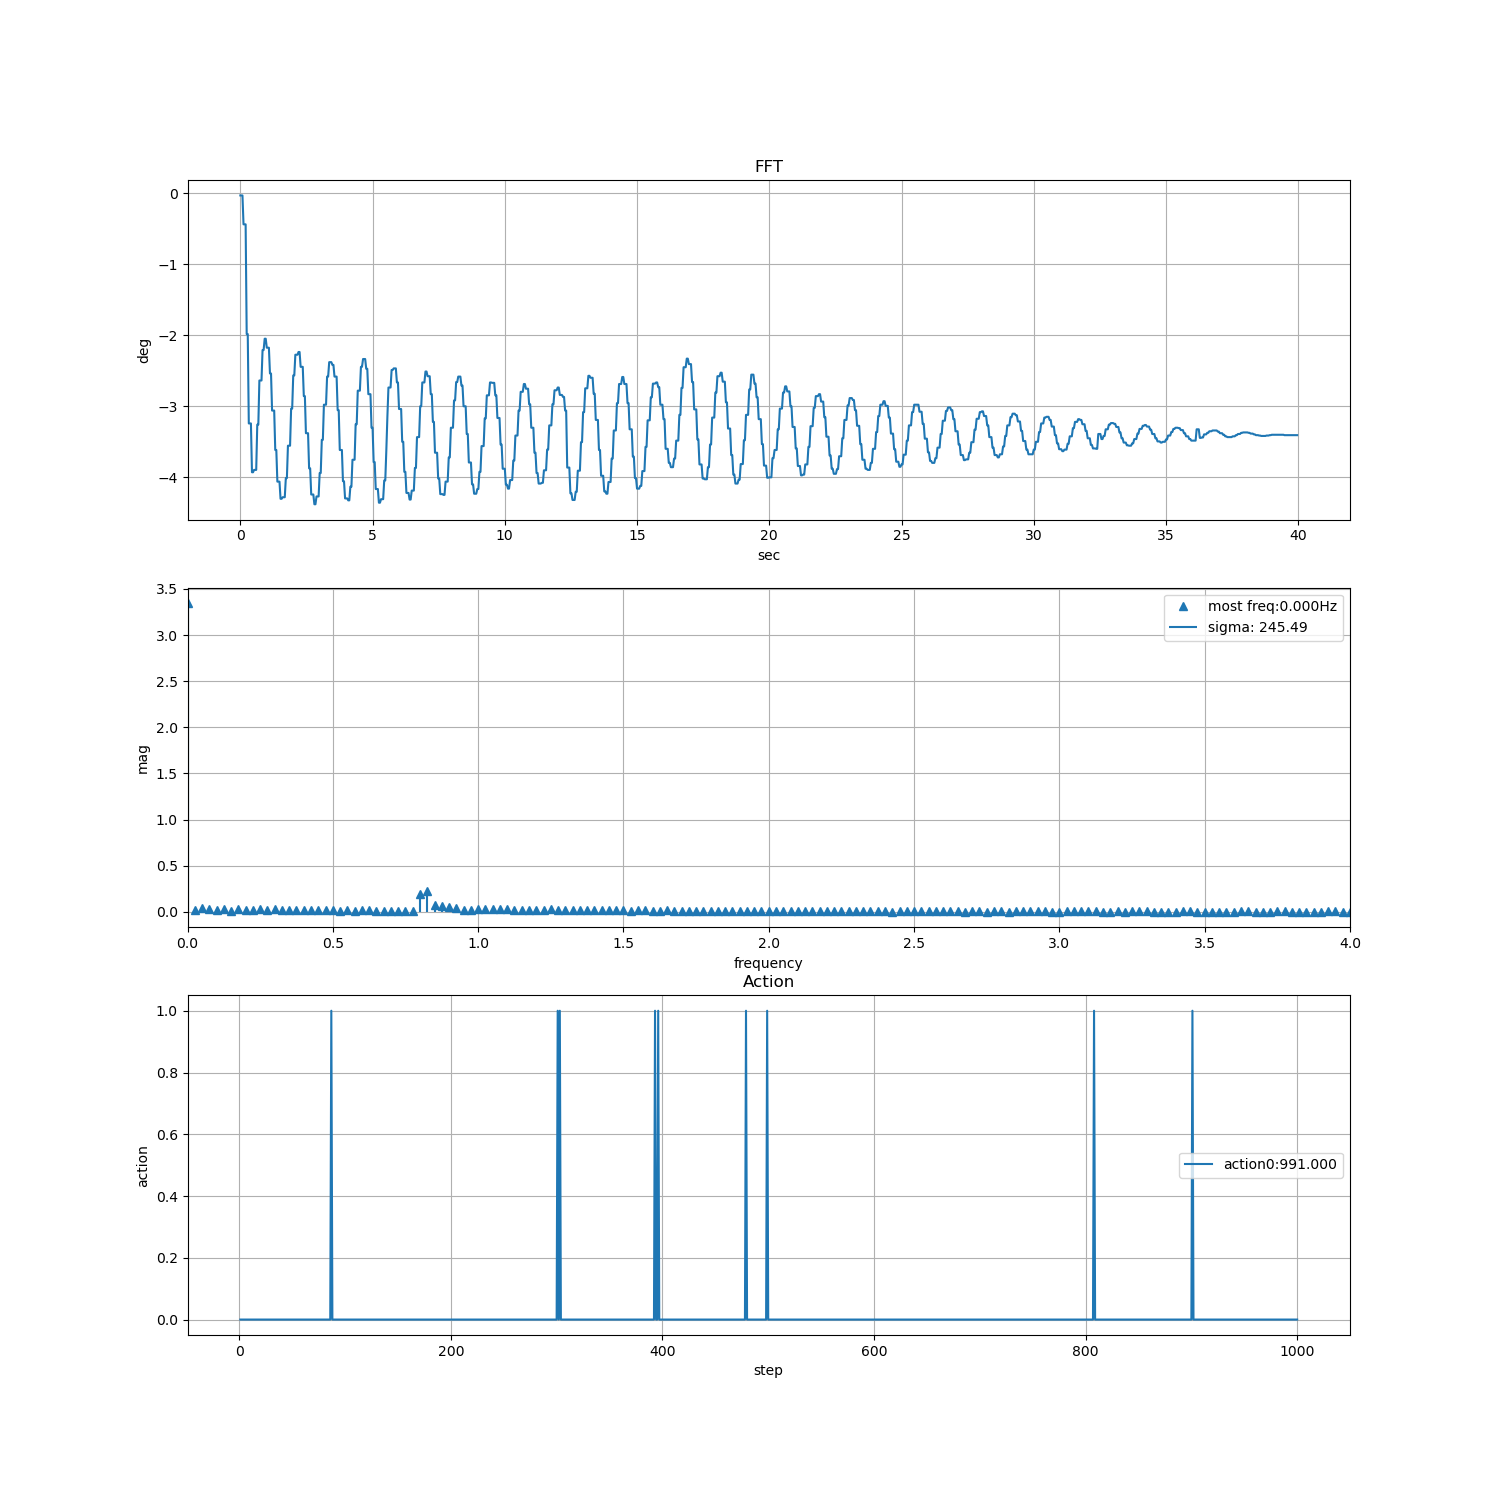 FFT
0
−1
−2
−3
−4
deg
0 5 10 15 20 25 30 35 40
sec
3.5
3.0
2.5
2.0
1.5
1.0
0.5
0.0
mag
most freq:0.000Hz
sigma: 245.49
0.0 0.5 1.0 1.5 2.0 2.5 3.0 3.5 4.0
frequency
Action
1.0
0.8
0.6
0.4
0.2
0.0
action
action0:991.000
0 200 400 600 800 1000
step